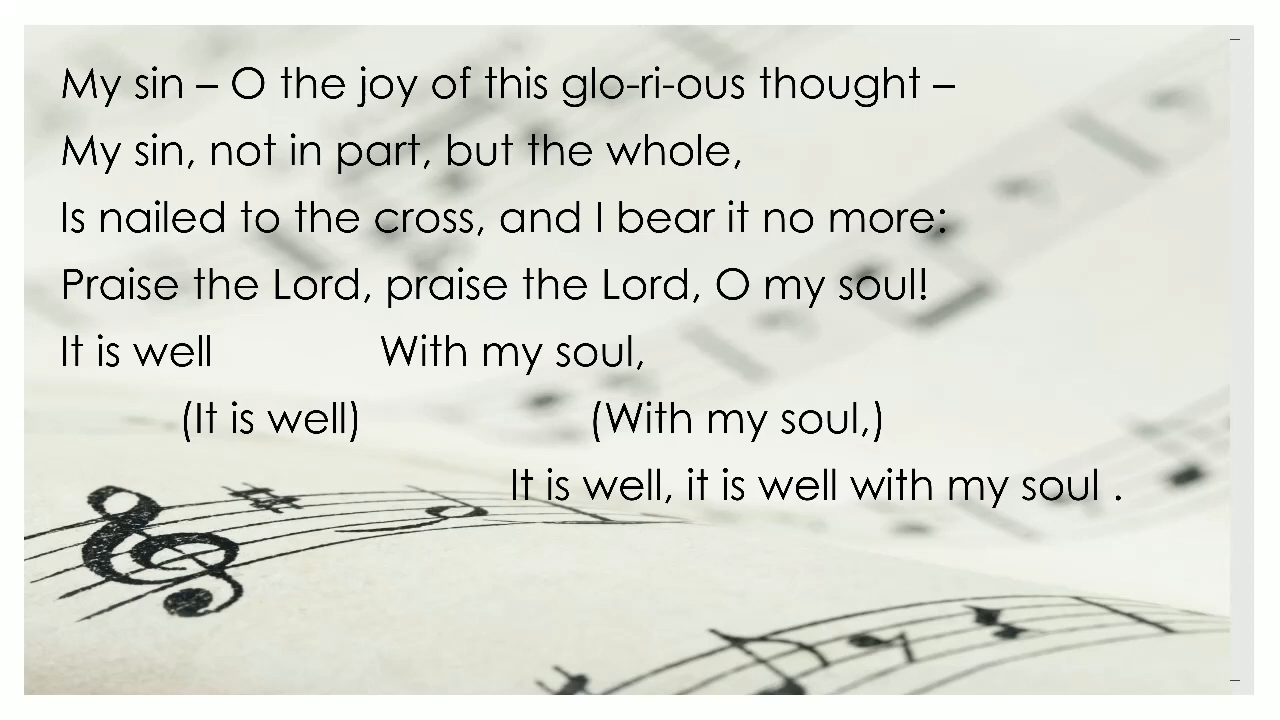 My sin – O the joy of this glo-ri-ous thought –
My sin, not in part, but the whole,
Is nailed to the cross, and I bear it no more:
Praise the Lord, praise the Lord, O my soul!
It is well With my soul,
(It is well) (With my soul,)
It is well, it is well with my soul .